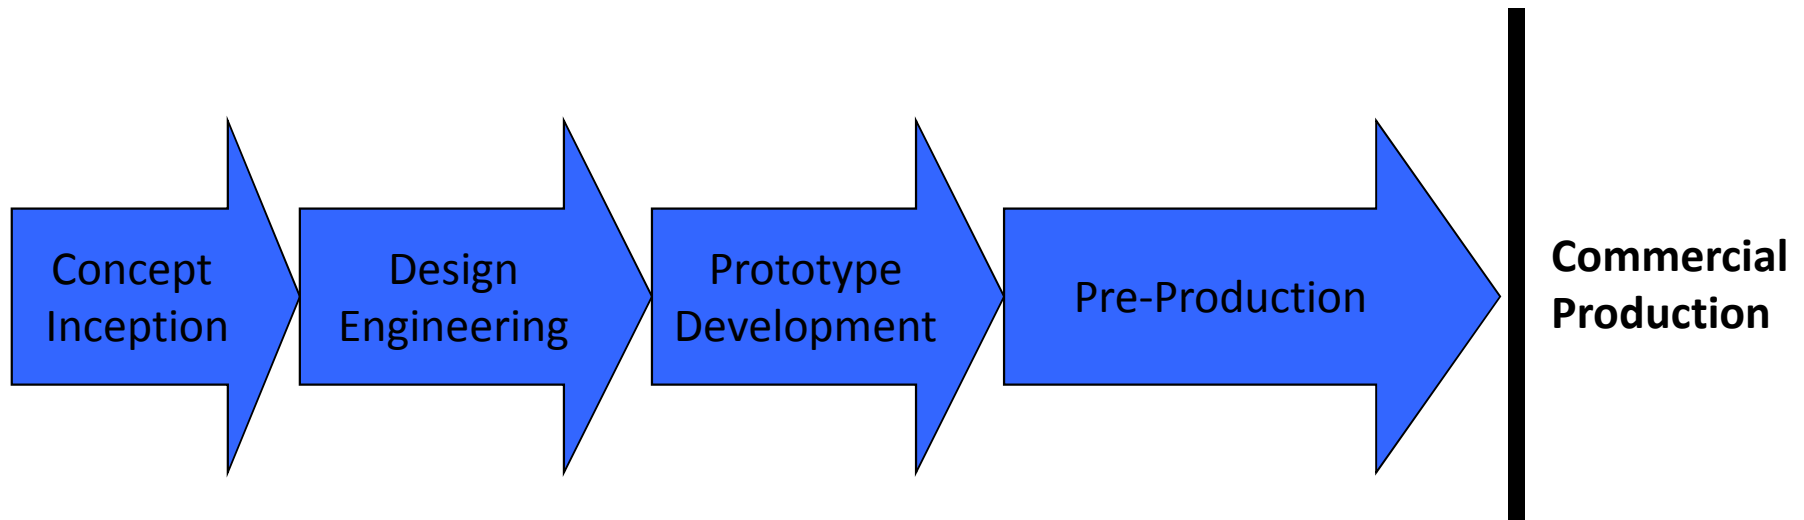 Concept
Inception
Design
Engineering
Prototype
Development
Pre-Production
Commercial
Production